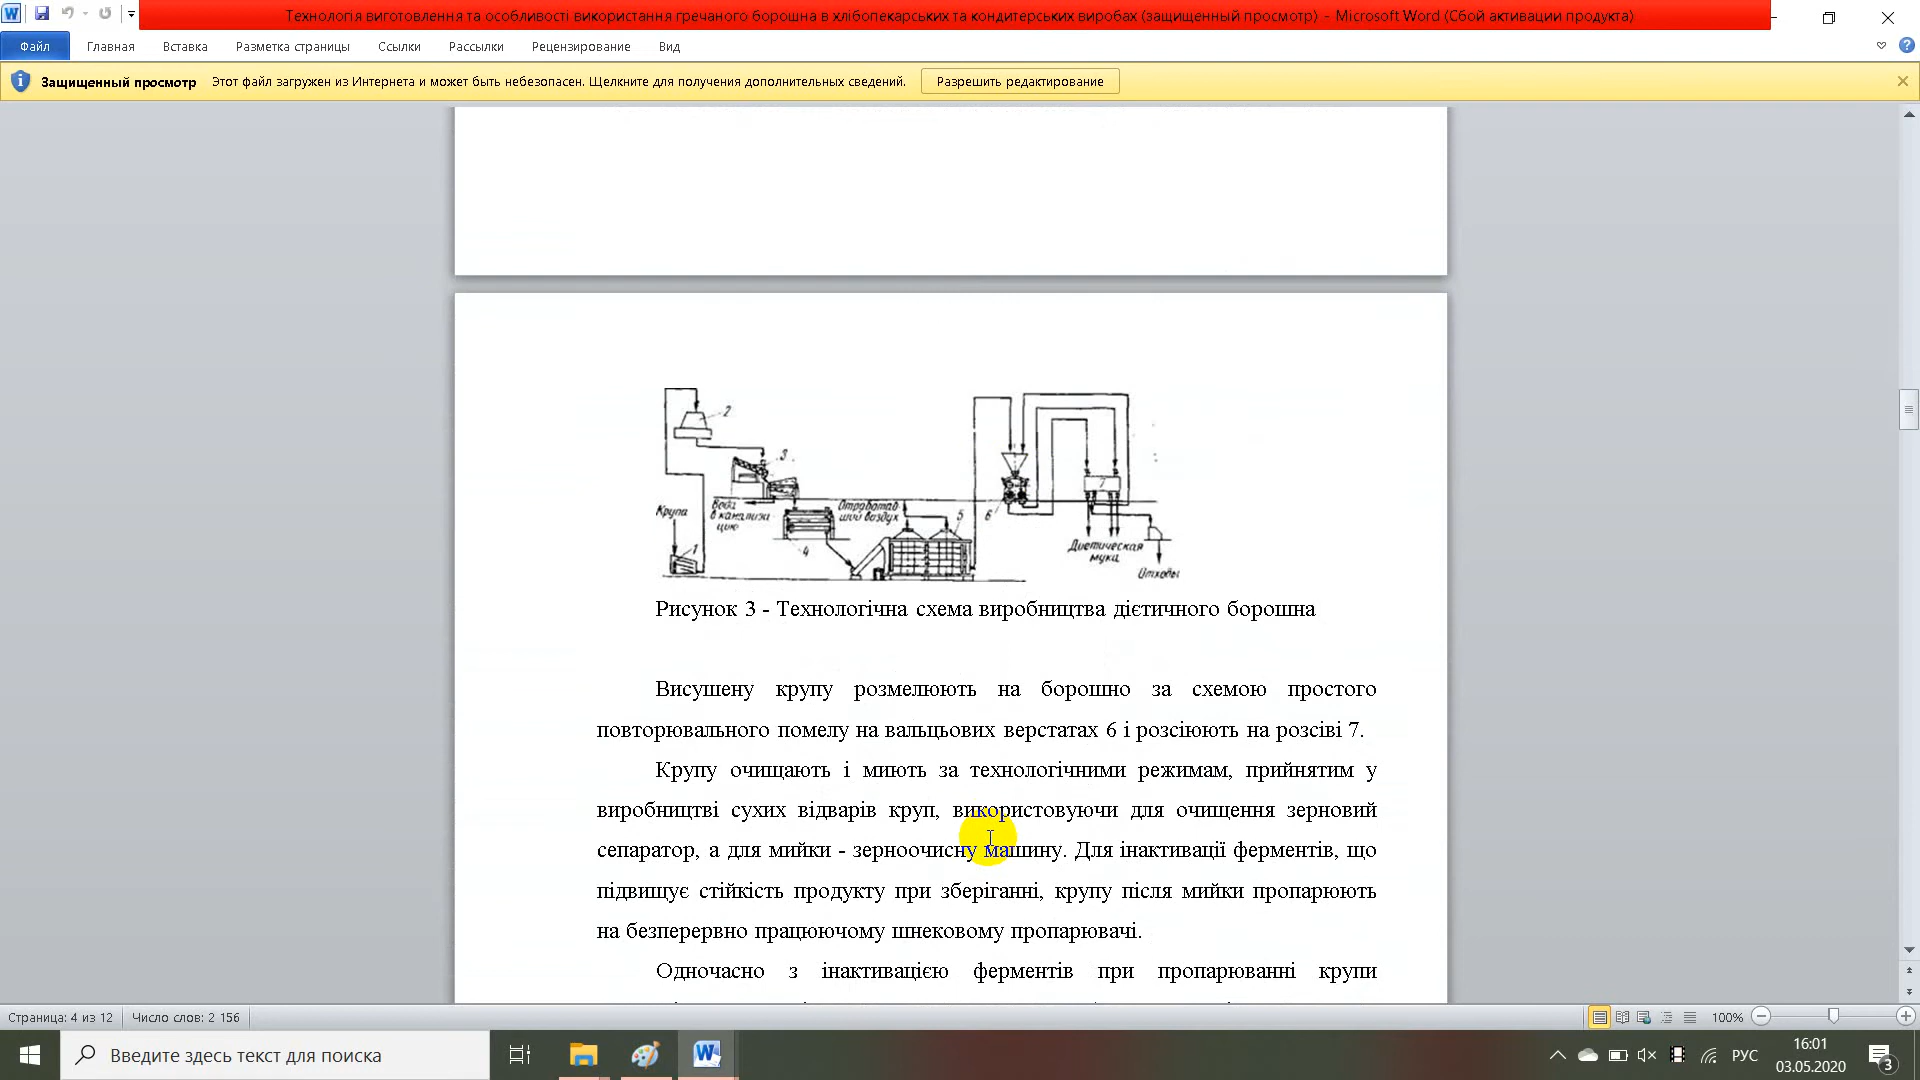 Технологія виготовлення та особливості використання гречаного борошна в хлібопекарських та кондитерських виробах (защищенный просмотр) - Microsoft Word (Сбой активации продукта)
Файл Главная Вставка Разметка страницы Ссылки Рассылки Рецензирование Вид
Защищенный просмотр Этот файл загружен из Интернета и может быть небезопасен. Щелкните для получения дополнительных сведений. Разрешить редактирование
2
3
Вода в канализацию
Отработавший воздух
5
6
7
Крупа
1
4
Диетическая
мука
Отходы
Рисунок 3 - Технологічна схема виробництва дієтичного борошна
Висушену крупу розмелюють на борошно за схемою простого
повторювального помелу на вальцьових верстатах 6 і розсіюють на розсіві 7.
Крупу очищають і миють за технологічними режимам, прийнятим у
виробництві сухих відварів круп, використовуючи для очищення зерновий
сепаратор, а для мийки - зерноочисну машину. Для інактивації ферментів, що
підвищує стійкість продукту при зберіганні, крупу після мийки пропарюють
на безперервно працюючому шнековому пропарювачі.
Одночасно з інактивацією ферментів при пропарюванні крупи
Страница: 4 из 12 Число слов: 2 156 100%
Введите здесь текст для поиска
РУС
16:01
03.05.2020
3